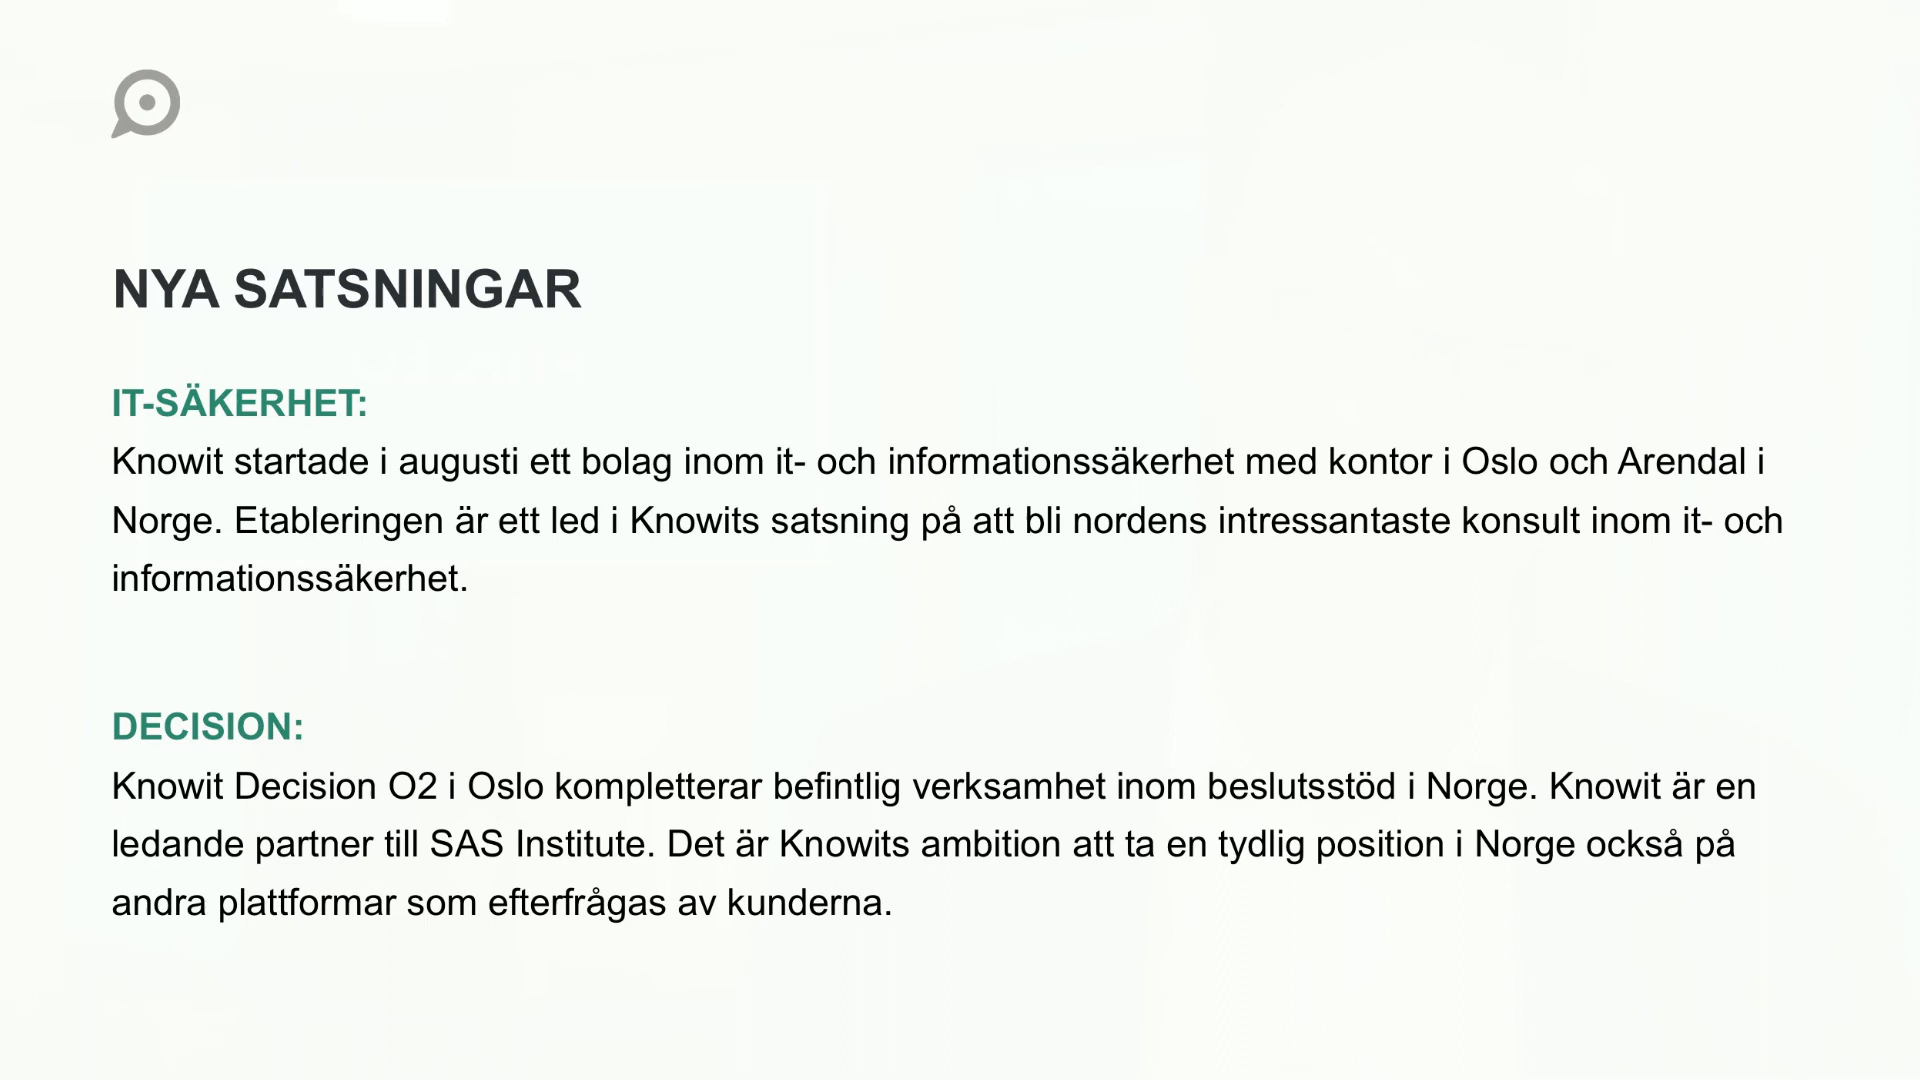 NYA SATSNINGAR
IT-SÄKERHET:
Knowit startade i augusti ett bolag inom it- och informationssäkerhet med kontor i Oslo och Arendal i
Norge. Etableringen är ett led i Knowits satsning på att bli nordens intressantaste konsult inom it- och
informationssäkerhet.
DECISION:
Knowit Decision O2 i Oslo kompletterar befintlig verksamhet inom beslutsstöd i Norge. Knowit är en
ledande partner till SAS Institute. Det är Knowits ambition att ta en tydlig position i Norge också på
andra plattformar som efterfrågas av kunderna.